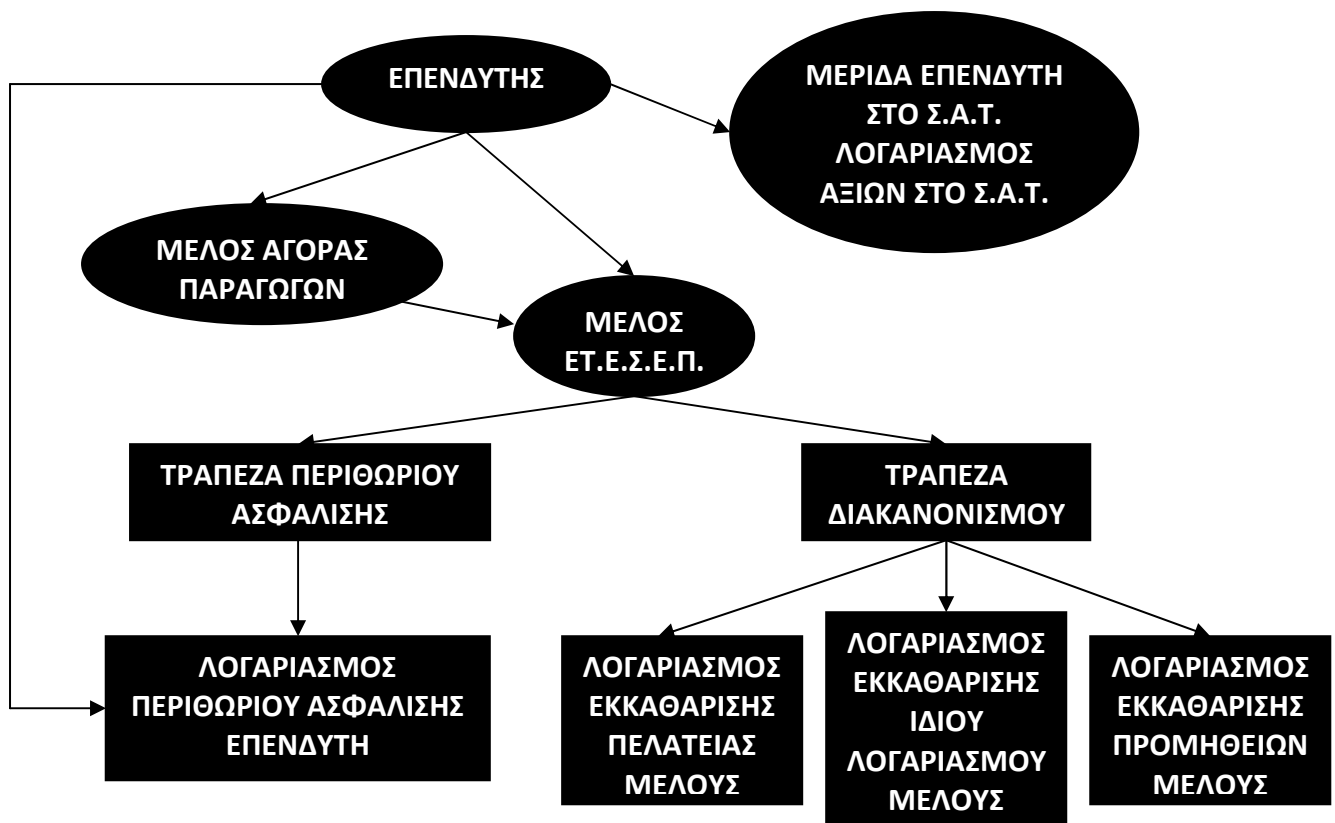 ΕΠΕΝΔΥΤΗΣ
ΜΕΡΙΔΑ ΕΠΕΝΔΥΤΗ
ΣΤΟ Σ.Α.Τ.
ΛΟΓΑΡΙΑΣΜΟΣ
ΑΞΙΩΝ ΣΤΟ Σ.Α.Τ.
ΜΕΛΟΣ ΑΓΟΡΑΣ
ΠΑΡΑΓΩΓΩΝ
ΜΕΛΟΣ
ΕΤ.Ε.Σ.Ε.Π.
ΤΡΑΠΕΖΑ ΠΕΡΙΘΩΡΙΟΥ
ΑΣΦΑΛΙΣΗΣ
ΤΡΑΠΕΖΑ
ΔΙΑΚΑΝΟΝΙΣΜΟΥ
ΛΟΓΑΡΙΑΣΜΟΣ
ΠΕΡΙΘΩΡΙΟΥ ΑΣΦΑΛΙΣΗΣ
ΕΠΕΝΔΥΤΗ
ΛΟΓΑΡΙΑΣΜΟΣ
ΕΚΚΑΘΑΡΙΣΗΣ
ΠΕΛΑΤΕΙΑΣ
ΜΕΛΟΥΣ
ΛΟΓΑΡΙΑΣΜΟΣ
ΕΚΚΑΘΑΡΙΣΗΣ
ΙΔΙΟΥ
ΛΟΓΑΡΙΑΣΜΟΥ
ΜΕΛΟΥΣ
ΛΟΓΑΡΙΑΣΜΟΣ
ΕΚΚΑΘΑΡΙΣΗΣ
ΠΡΟΜΗΘΕΙΩΝ
ΜΕΛΟΥΣ